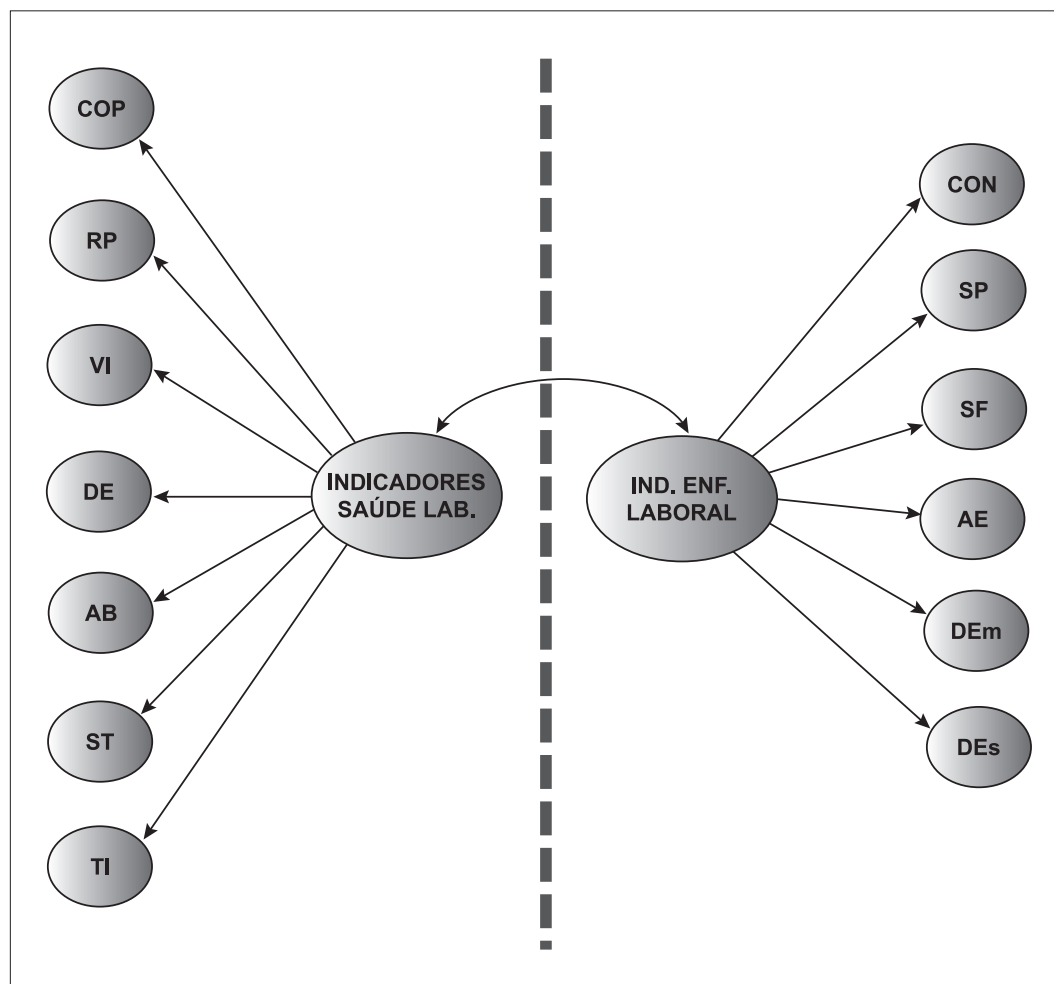 COP
RP
VI
DE
AB
ST
TI
INDICADORES
SAÚDE LAB.
IND. ENF.
LABORAL
CON
SP
SF
AE
DEm
DEs